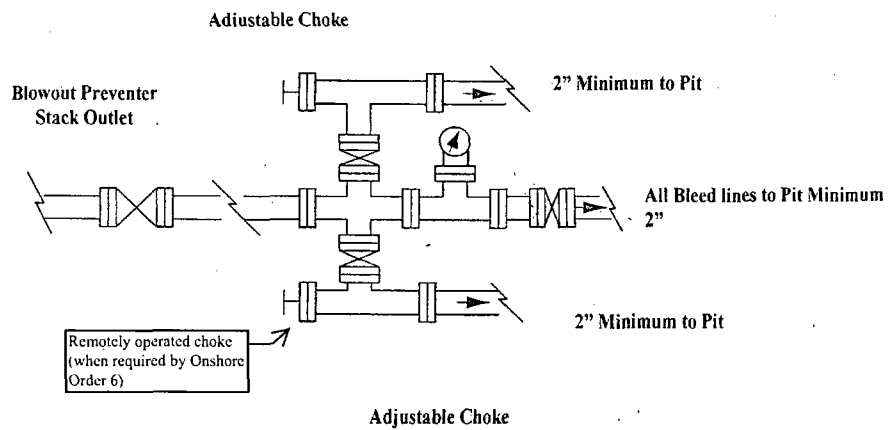 Adjustable Choke
Blowout Preventer
Stack Outlet
2” Minimum to Pit
All Bleed lines to Pit Minimum
2”
2” Minimum to Pit
Remotely operated choke
(when required by Onshore
Order 6)
Adjustable Choke